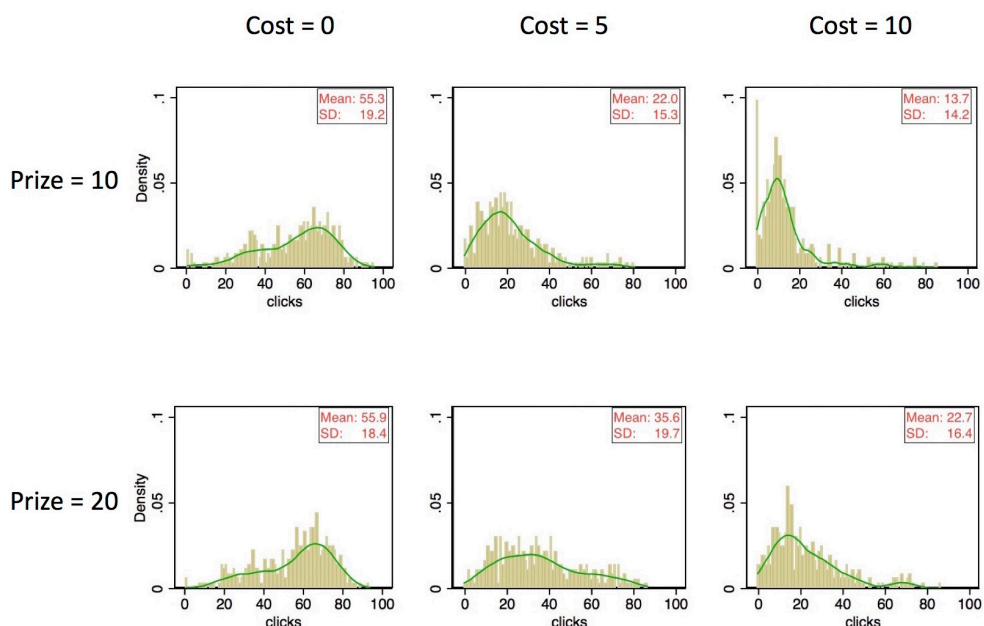 Cost = 0
Cost = 5
Cost = 10
Prize = 10
Density
0
.05
.1
Mean: 55.3
SD: 19.2
0 20 40 60 80 100
clicks
0
.05
.1
Mean: 22.0
SD: 15.3
0 20 40 60 80 100
clicks
0
.05
.1
Mean: 13.7
SD: 14.2
0 20 40 60 80 100
clicks
Prize = 20
Density
0
.05
.1
Mean: 55.9
SD: 18.4
0 20 40 60 80 100
clicks
0
.05
.1
Mean: 35.6
SD: 19.7
0 20 40 60 80 100
clicks
0
.05
.1
Mean: 22.7
SD: 16.4
0 20 40 60 80 100
clicks